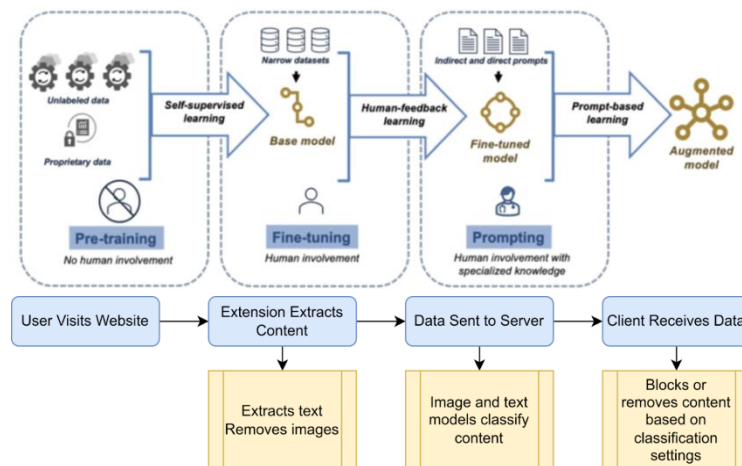 Unlabeled data
Proprietary data
Pre-training
No human involvement
Self-supervised
learning
Narrow datasets
Base model
Fine-tuning
Human involvement
Human-feedback
learning
Indirect and direct prompts
Fine-tuned
model
Prompting
Human involvement with
specialized knowledge
Prompt-based
learning
Augmented
model
User Visits Website
Extension Extracts
Content
Data Sent to Server
Client Receives Data
Extracts text
Removes images
Image and text
models classify
content
Blocks or
removes content
based on
classification
settings